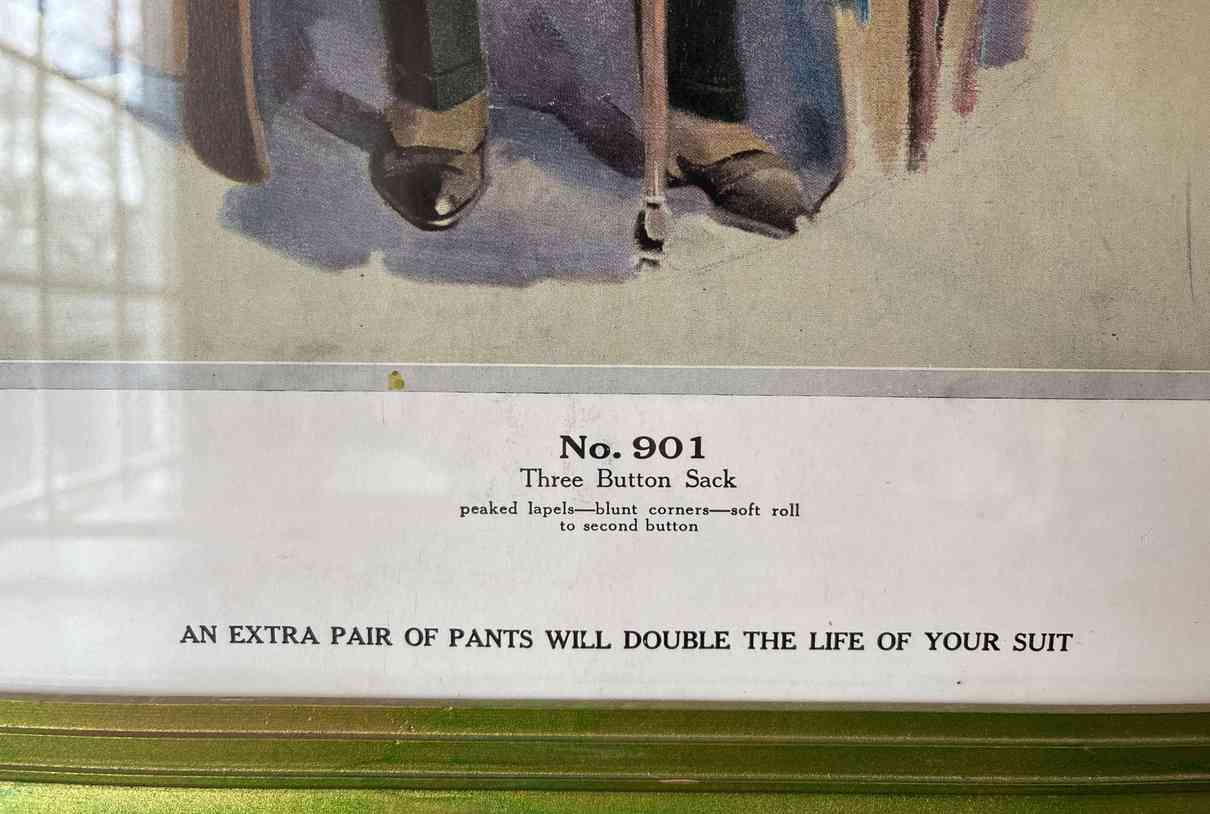 No. 901
Three Button Sack
peaked lapels—blunt corners—soft roll
to second button
AN EXTRA PAIR OF PANTS WILL DOUBLE THE LIFE OF YOUR SUIT